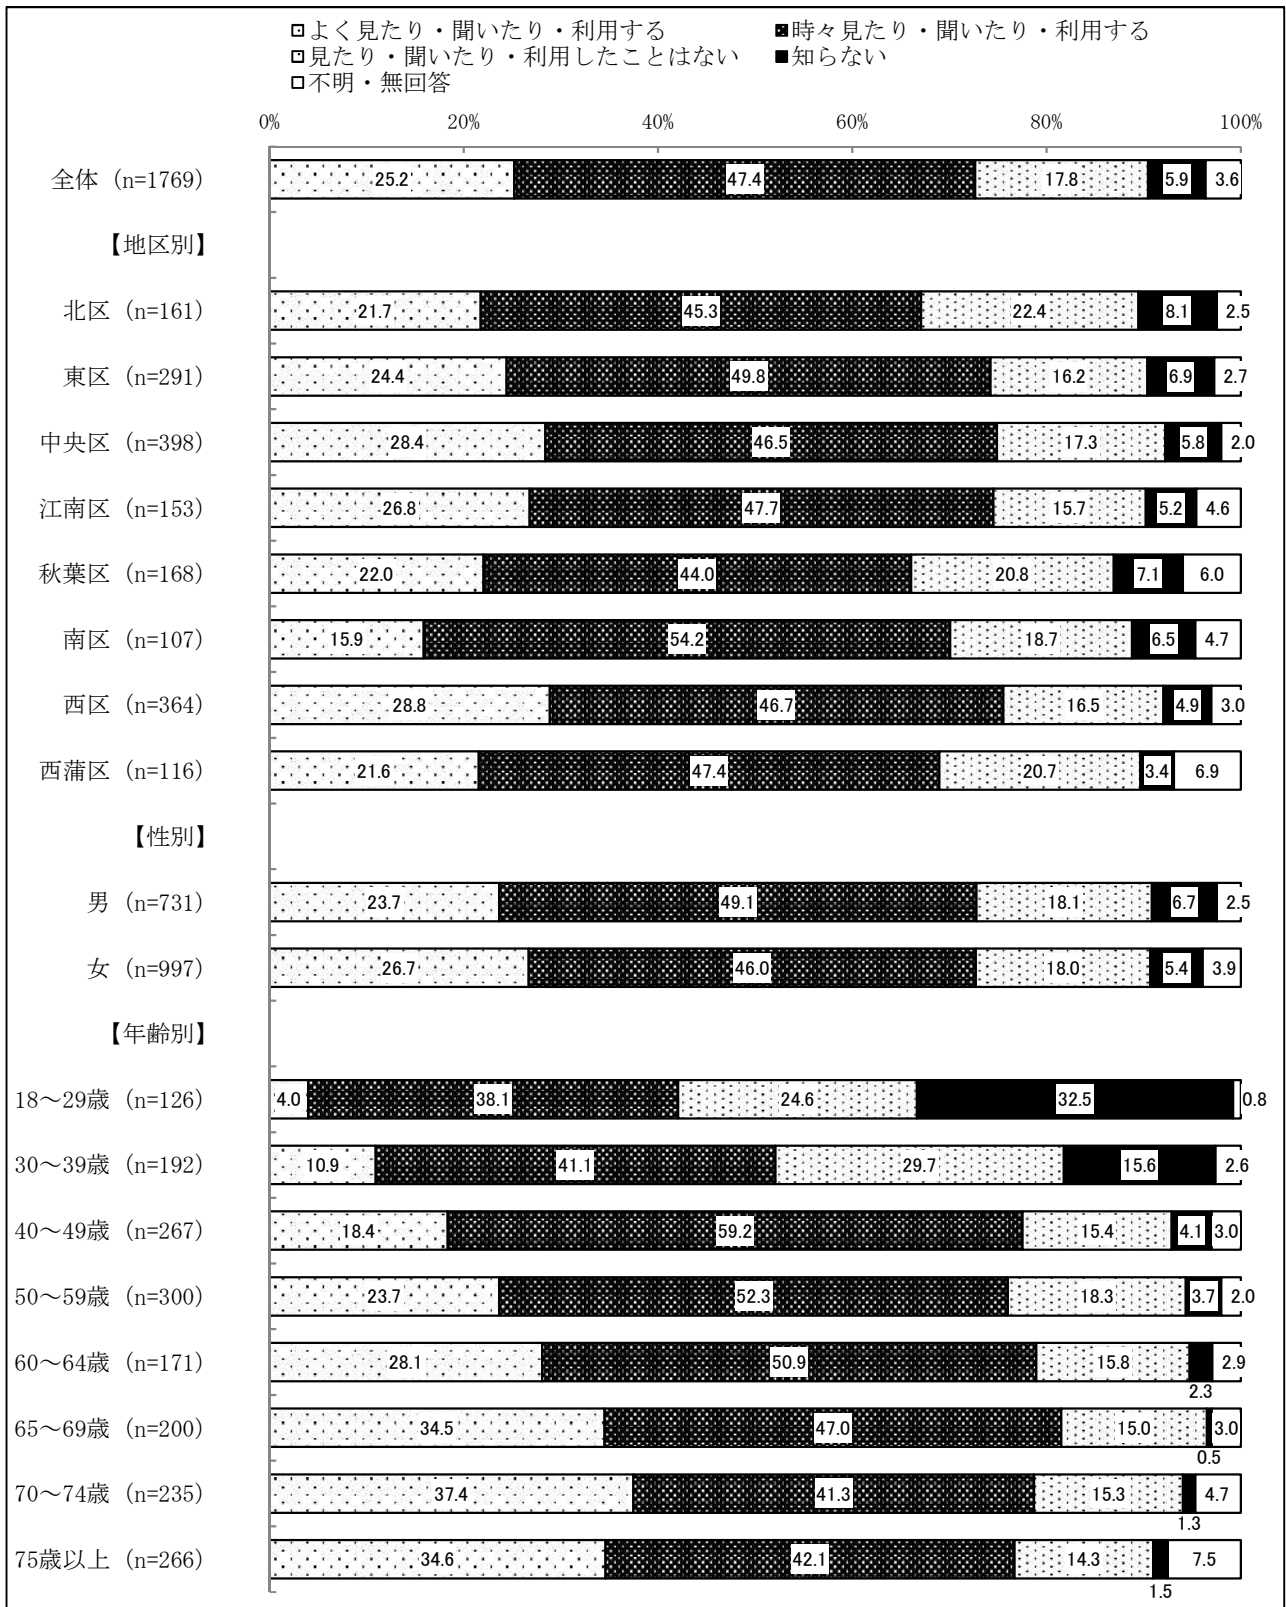 よく見たり・聞いたり・利用する 時々見たり・聞いたり・利用する
見たり・聞いたり・利用したことはない 知らない
不明・無回答
0% 20% 40% 60% 80% 100%
全体 (n=1769) 25.2 47.4 17.8 5.9 3.6
【地区別】
北区 (n=161) 21.7 45.3 22.4 8.1 2.5
東区 (n=291) 24.4 49.8 16.2 6.9 2.7
中央区 (n=398) 28.4 46.5 17.3 5.8 2.0
江南区 (n=153) 26.8 47.7 15.7 5.2 4.6
秋葉区 (n=168) 22.0 44.0 20.8 7.1 6.0
南区 (n=107) 15.9 54.2 18.7 6.5 4.7
西区 (n=364) 28.8 46.7 16.5 4.9 3.0
西蒲区 (n=116) 21.6 47.4 20.7 3.4 6.9
【性別】
男 (n=731) 23.7 49.1 18.1 6.7 2.5
女 (n=997) 26.7 46.0 18.0 5.4 3.9
【年齢別】
18～29歳 (n=126) 4.0 38.1 24.6 32.5 0.8
30～39歳 (n=192) 10.9 41.1 29.7 15.6 2.6
40～49歳 (n=267) 18.4 59.2 15.4 4.1 3.0
50～59歳 (n=300) 23.7 52.3 18.3 3.7 2.0
60～64歳 (n=171) 28.1 50.9 15.8 2.9
2.3
65～69歳 (n=200) 34.5 47.0 15.0 3.0
0.5
70～74歳 (n=235) 37.4 41.3 15.3 4.7
1.3
75歳以上 (n=266) 34.6 42.1 14.3 7.5
1.5